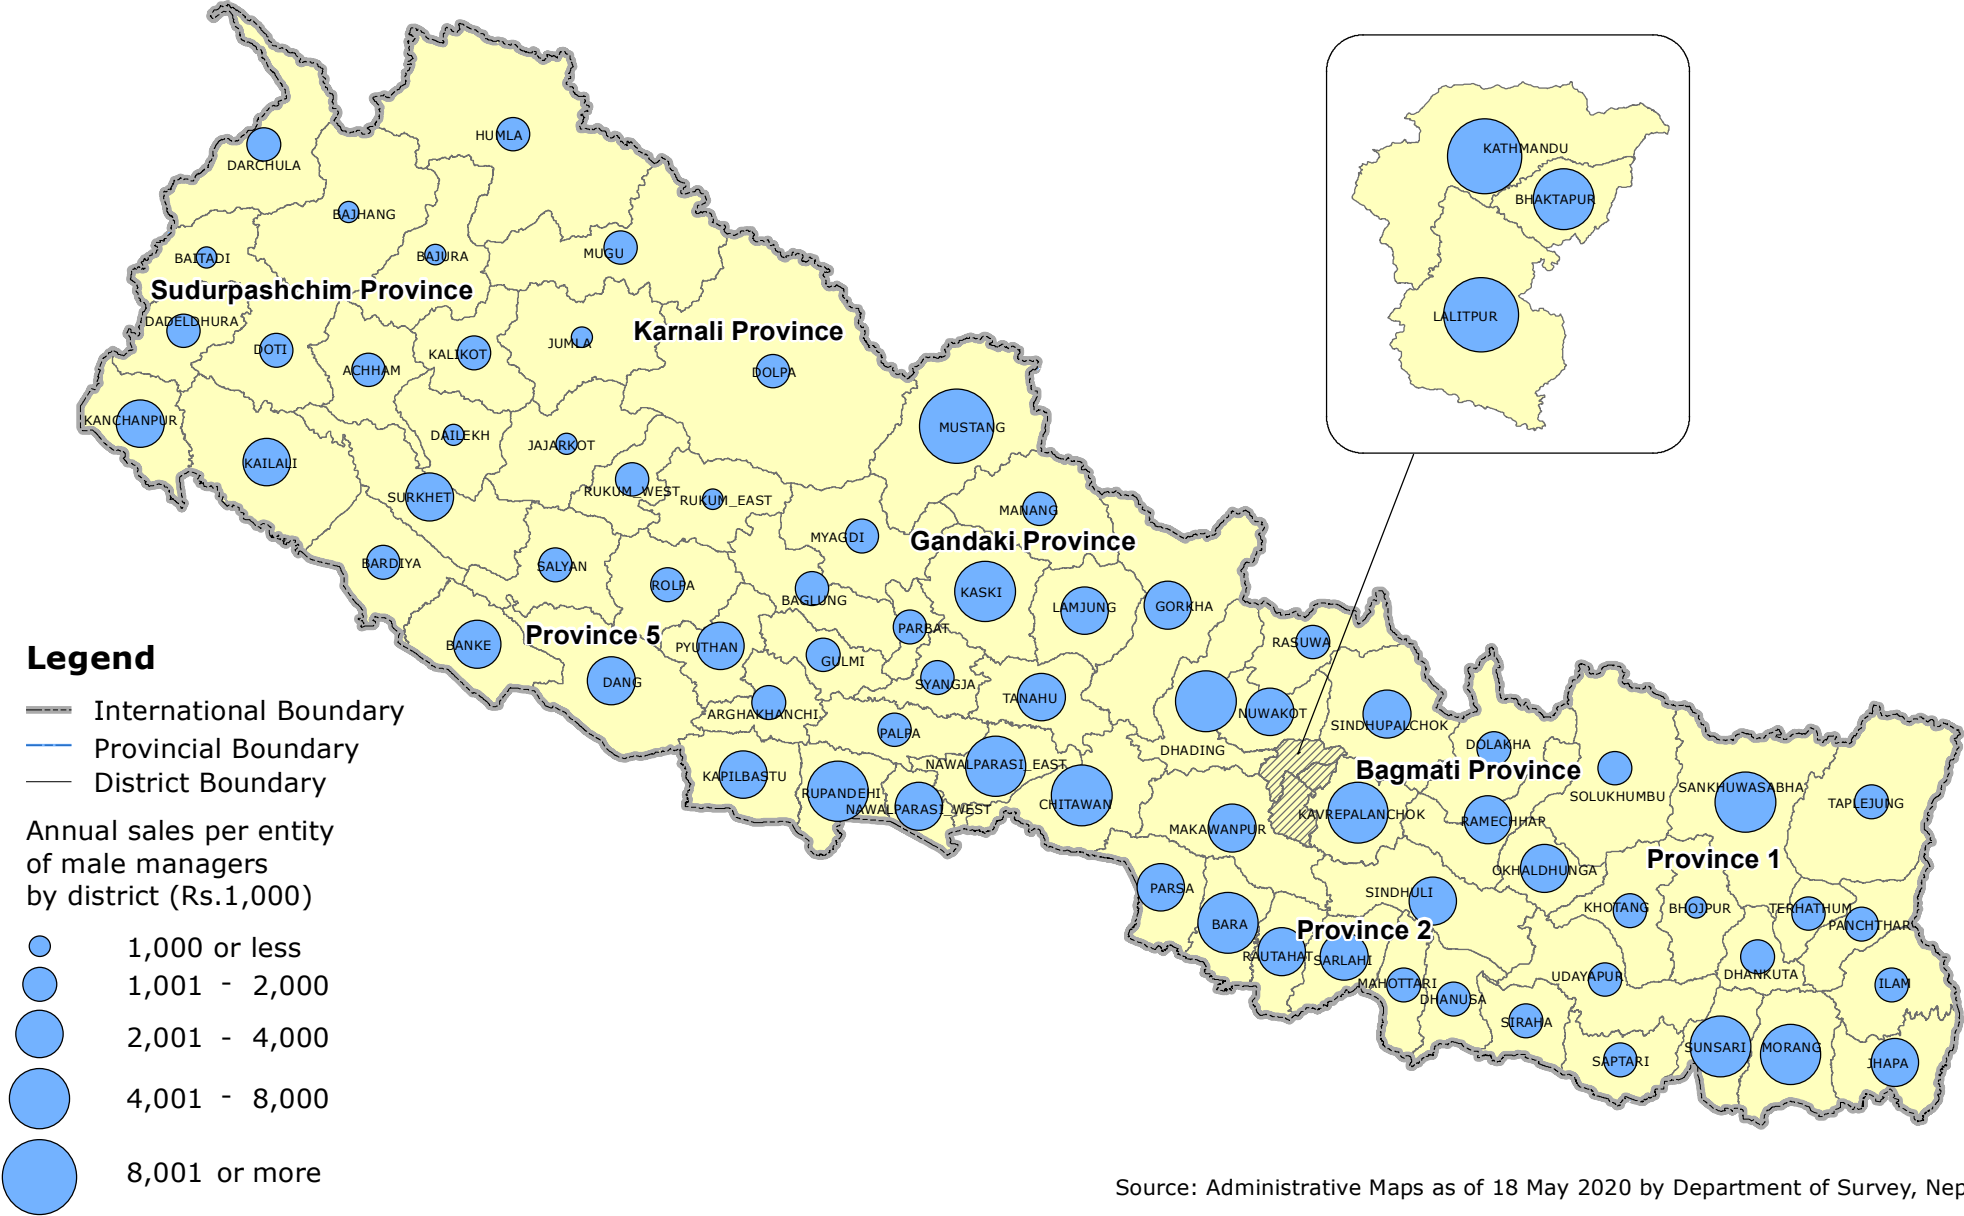 HUMLA
DARCHULA
KATHMANDU
BHAKTAPUR
BAJHANG
BAITADI
BAJURA
MUGU
Sudurpashchim Province
LALITPUR
DADELDHURA
Karnali Province
DOTI
KALIKOT
JUMLA
ACHHAM
DOLPA
KANCHANPUR
MUSTANG
DAILEKH
JAJARKOT
KAILALI
SURKHET
RUKUM_WEST
RUKUM_EAST
MANANG
MYAGDI
Gandaki Province
BARDIYA
SALYAN
ROLPA
KASKI
BAGLUNG
LAMJUNG
GORKHA
PARBAT
Province 5
RASUWA
BANKE
PYUTHAN
GULMI
DANG
SYANGJA
TANAHU
ARGHAKHANCHI
NUWAKOT
SINDHUPALCHOK
PALPA
DHADING
DOLAKHA
NAWALPARASI_EAST
Bagmati Province
KAPILBASTU
SOLUKHUMBU
SANKHUWASABHA
RUPANDEHI
CHITAWAN
TAPLEJUNG
NAWALPARASI_WEST
KAVREPALANCHOK
MAKAWANPUR
RAMECHHAP
Province 1
OKHALDHUNGA
PARSA
SINDHULI
KHOTANG
BHOJPUR
TERHATHUM
BARA
PANCHTHAR
Province 2
RAUTAHAT
SARLAHI
DHANKUTA
UDAYAPUR
MAHOTTARI
ILAM
DHANUSA
SIRAHA
SUNSARI
MORANG
SAPTARI
JHAPA
Legend
International Boundary
Provincial Boundary
District Boundary
Annual sales per entity
of male managers
by district (Rs.1,000)
1,000 or less
1,001 - 2,000
2,001 - 4,000
4,001 - 8,000
8,001 or more
Source: Administrative Maps as of 18 May 2020 by Department of Survey, Nep